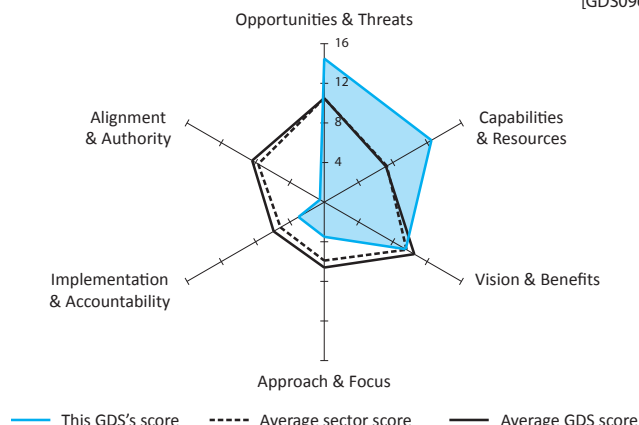 [GDS09
Opportunities & Threats
16
12
8
4
Alignment
& Authority
Capabilities
& Resources
Implementation
& Accountability
Vision & Benefits
Approach & Focus
This GDS's score
Average sector score
Average GDS score